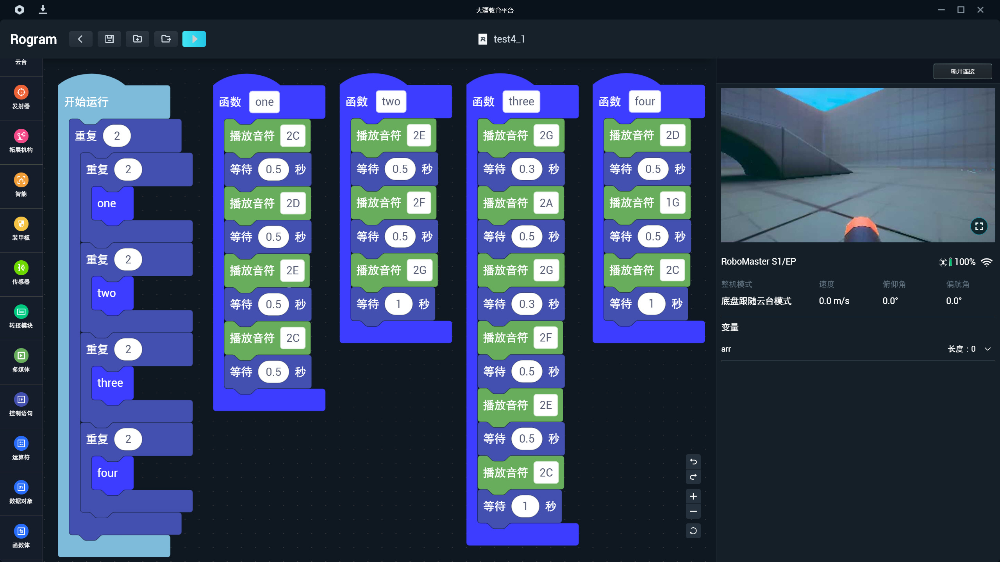 大疆教育平台
Rogram
test4_1
云台
发射器
拓展机构
智能
装甲板
传感器
转接模块
多媒体
IF
控制语句
运算符
XY
数据对象
fx
函数体
开始运行
重复 2
重复 2
one
重复 2
two
重复 2
three
重复 2
four
函数 one
播放音符 2C
等待 0.5 秒
播放音符 2D
等待 0.5 秒
播放音符 2E
等待 0.5 秒
播放音符 2C
等待 0.5 秒
函数 two
播放音符 2E
等待 0.5 秒
播放音符 2F
等待 0.5 秒
播放音符 2G
等待 1 秒
函数 three
播放音符 2G
等待 0.3 秒
播放音符 2A
等待 0.5 秒
播放音符 2G
等待 0.3 秒
播放音符 2F
等待 0.5 秒
播放音符 2E
等待 0.5 秒
播放音符 2C
等待 1 秒
函数 four
播放音符 2D
等待 0.5 秒
播放音符 1G
等待 0.5 秒
播放音符 2C
等待 1 秒
断开连接
RoboMaster S1/EP 100%
整机模式 速度 俯仰角 偏航角
底盘跟随云台模式 0.0 m/s 0.0° 0.0°
变量
arr 长度：0